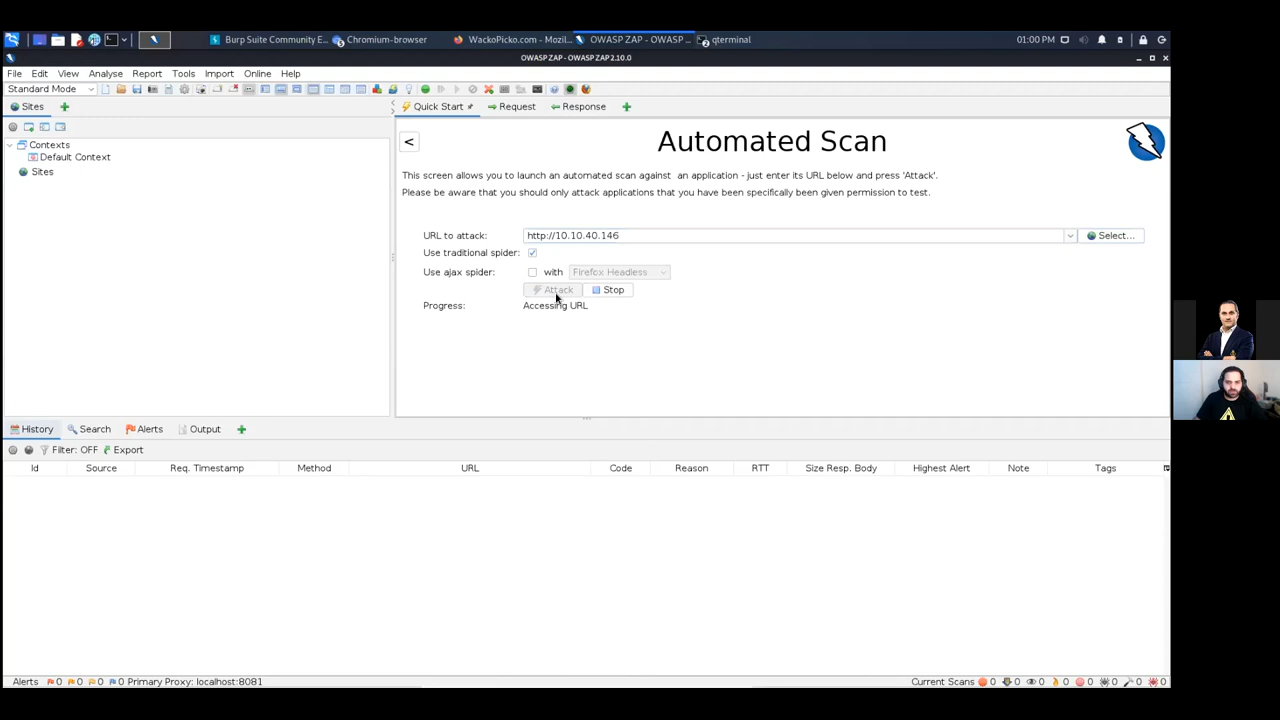 Burp Suite Community E...
Chromium-browser
WackoPicko.com - Mozil...
OWASP ZAP - OWASP ...
qterminal
01:00 PM
OWASP ZAP - OWASP ZAP 2.10.0
File Edit View Analyse Report Tools Import Online Help
Standard Mode
Sites
Quick Start
Request
Response
Contexts
Default Context
Sites
<
Automated Scan
This screen allows you to launch an automated scan against an application - just enter its URL below and press 'Attack'.
Please be aware that you should only attack applications that you have been specifically been given permission to test.
URL to attack: http://10.10.40.146 Select...
Use traditional spider:
Use ajax spider: with Firefox Headless
Attack Stop
Progress: Accessing URL
History Search Alerts Output
Filter: OFF Export
Id Source Req. Timestamp Method URL Code Reason RTT Size Resp. Body Highest Alert Note Tags
Alerts 0 0 0 0 Primary Proxy: localhost:8081
Current Scans 0 0 0 0 0 0 0 0